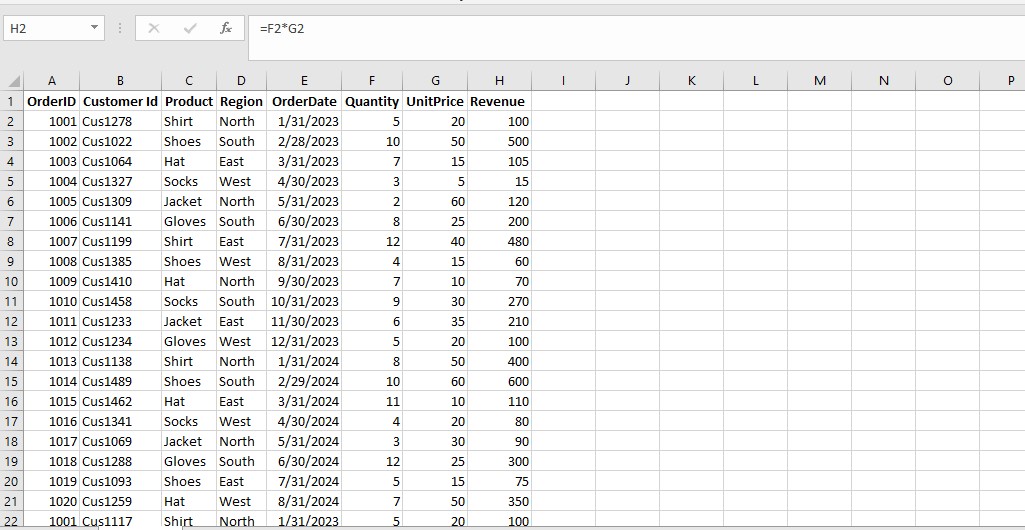 H2 fx =F2*G2
A B C D E F G H I J K L M N O P
1 OrderID Customer Id Product Region OrderDate Quantity UnitPrice Revenue
2 1001 Cus1278 Shirt North 1/31/2023 5 20 100
3 1002 Cus1022 Shoes South 2/28/2023 10 50 500
4 1003 Cus1064 Hat East 3/31/2023 7 15 105
5 1004 Cus1327 Socks West 4/30/2023 3 5 15
6 1005 Cus1309 Jacket North 5/31/2023 2 60 120
7 1006 Cus1141 Gloves South 6/30/2023 8 25 200
8 1007 Cus1199 Shirt East 7/31/2023 12 40 480
9 1008 Cus1385 Shoes West 8/31/2023 4 15 60
10 1009 Cus1410 Hat North 9/30/2023 7 10 70
11 1010 Cus1458 Socks South 10/31/2023 9 30 270
12 1011 Cus1233 Jacket East 11/30/2023 6 35 210
13 1012 Cus1234 Gloves West 12/31/2023 5 20 100
14 1013 Cus1138 Shirt North 1/31/2024 8 50 400
15 1014 Cus1489 Shoes South 2/29/2024 10 60 600
16 1015 Cus1462 Hat East 3/31/2024 11 10 110
17 1016 Cus1341 Socks West 4/30/2024 4 20 80
18 1017 Cus1069 Jacket North 5/31/2024 3 30 90
19 1018 Cus1288 Gloves South 6/30/2024 12 25 300
20 1019 Cus1093 Shoes East 7/31/2024 5 15 75
21 1020 Cus1259 Hat West 8/31/2024 7 50 350
22 1001 Cus1117 Shirt North 1/31/2023 5 20 100